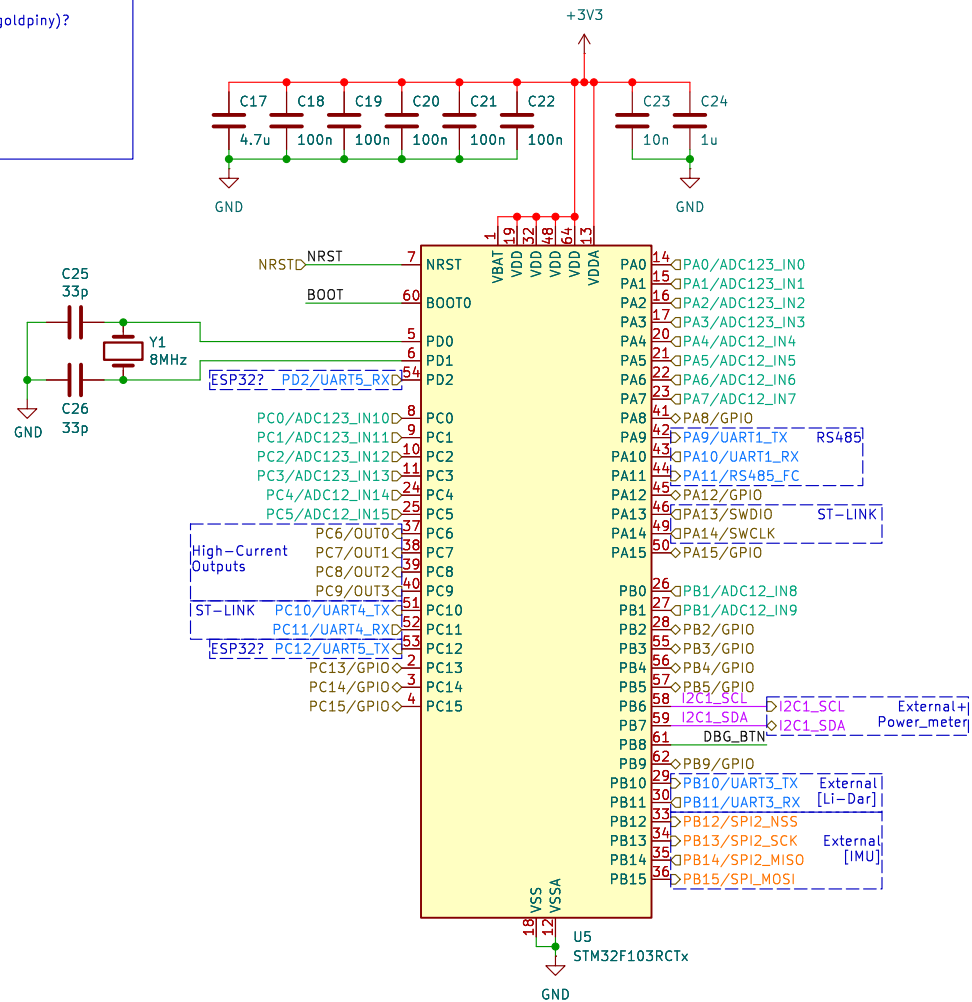 goldpiny)?
+3V3
C17
4.7u
C18
100n
C19
100n
C20
100n
C21
100n
C22
100n
C23
10n
C24
1u
GND
GND
1
19
32
48
64
13
VBAT
VDD
VDD
VDD
VDD
VDDA
NRST
NRST
7
NRST
BOOT
60
BOOT0
C25
33p
Y1
8MHz
C26
33p
GND
5
PD0
6
PD1
ESP32?
PD2/UART5_RX
54
PD2
PC0/ADC123_IN10
8
PC0
PC1/ADC123_IN11
9
PC1
PC2/ADC123_IN12
10
PC2
PC3/ADC123_IN13
11
PC3
PC4/ADC12_IN14
24
PC4
PC5/ADC12_IN15
25
PC5
High-Current
Outputs
PC6/OUT0
37
PC6
PC7/OUT1
38
PC7
PC8/OUT2
39
PC8
PC9/OUT3
40
PC9
ST-LINK
PC10/UART4_TX
51
PC10
PC11/UART4_RX
52
PC11
ESP32?
PC12/UART5_TX
53
PC12
PC13/GPIO
2
PC13
PC14/GPIO
3
PC14
PC15/GPIO
4
PC15
PA0
14
PA0/ADC123_IN0
PA1
15
PA1/ADC123_IN1
PA2
16
PA2/ADC123_IN2
PA3
17
PA3/ADC123_IN3
PA4
20
PA4/ADC12_IN4
PA5
21
PA5/ADC12_IN5
PA6
22
PA6/ADC12_IN6
PA7
23
PA7/ADC12_IN7
PA8
41
PA8/GPIO
PA9
42
PA9/UART1_TX
RS485
PA10
43
PA10/UART1_RX
PA11
44
PA11/RS485_FC
PA12
45
PA12/GPIO
PA13
46
PA13/SWDIO
ST-LINK
PA14
49
PA14/SWCLK
PA15
50
PA15/GPIO
PB0
26
PB1/ADC12_IN8
PB1
27
PB1/ADC12_IN9
PB2
28
PB2/GPIO
PB3
55
PB3/GPIO
PB4
56
PB4/GPIO
PB5
57
PB5/GPIO
PB6
58
I2C1_SCL
I2C1_SCL
External+
Power_meter
PB7
59
I2C1_SDA
I2C1_SDA
PB8
61
DBG_BTN
PB9
62
PB9/GPIO
PB10
29
PB10/UART3_TX
External
[Li-Dar]
PB11
30
PB11/UART3_RX
PB12
33
PB12/SPI2_NSS
PB13
34
PB13/SPI2_SCK
External
[IMU]
PB14
35
PB14/SPI2_MISO
PB15
36
PB15/SPI_MOSI
VSS
VSSA
18
12
U5
STM32F103RCTx
GND